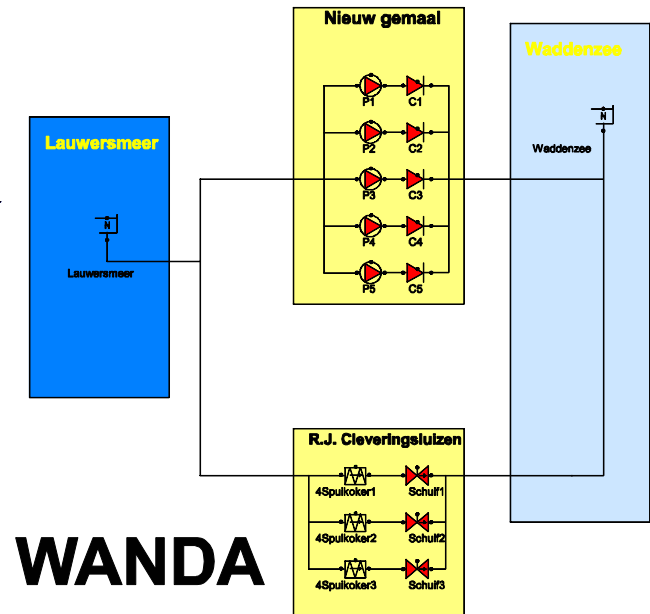 Nieuw gemaal
Waddenzee
P1 C1
Lauwersmeer
P2 C2
N
Waddenzee
P3 C3
N
P4 C4
Lauwersmeer
P5 C5
R.J. Cleveringsluizen
4Spuikoker1 Schuif1
4Spuikoker2 Schuif2
4Spuikoker3 Schuif3
WANDA